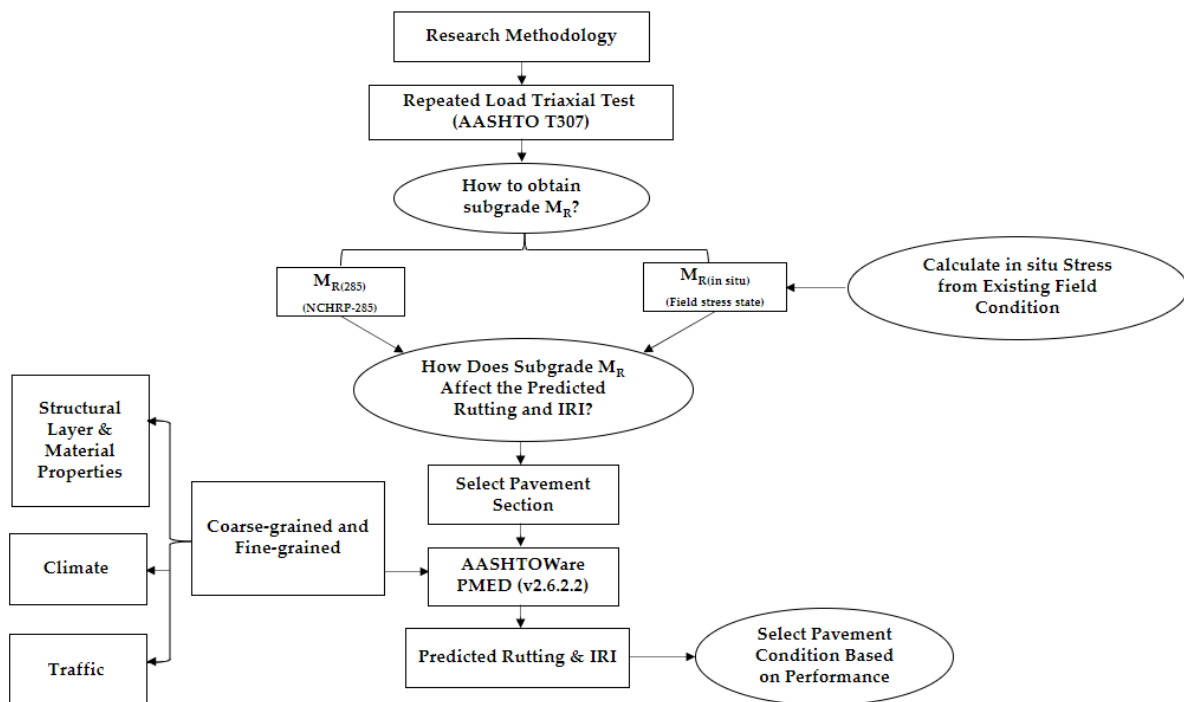 Research Methodology
Repeated Load Triaxial Test
(AASHTO T307)
How to obtain
subgrade MR?
MR(285)
(NCHRP-285)
MR(in situ)
(Field stress state)
Calculate in situ Stress
from Existing Field
Condition
How Does Subgrade MR
Affect the Predicted
Rutting and IRI?
Structural
Layer &
Material
Properties
Select Pavement
Section
Coarse-grained and
Fine-grained
Climate
AASHTOWare
PMED (v2.6.2.2)
Traffic
Predicted Rutting & IRI
Select Pavement
Condition Based
on Performance